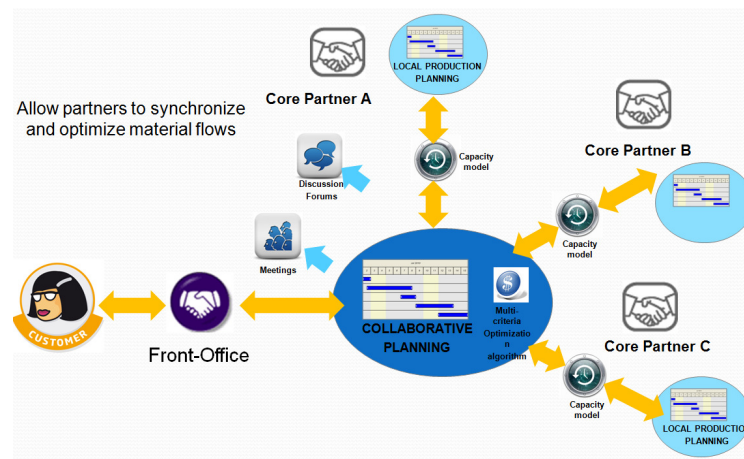 LOCAL PRODUCTION
PLANNING
Core Partner A
Allow partners to synchronize
and optimize material flows
Discussion
Forums
Capacity
model
Core Partner B
Capacity
model
Meetings
COLLABORATIVE
PLANNING
Multi-
criteria
Optimizatio
n
algorithm
CUSTOMER
Front-Office
Core Partner C
Capacity
model
LOCAL PRODUCTIO
PLANNING